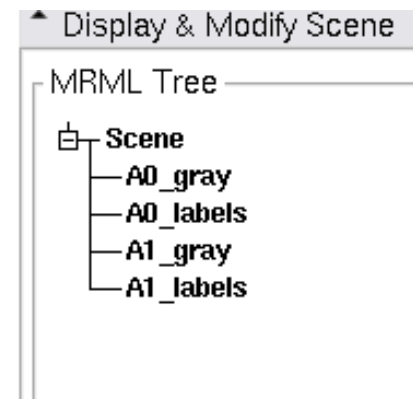 Display & Modify Scene
MRML Tree
Scene
A0_gray
A0_labels
A1_gray
A1_labels